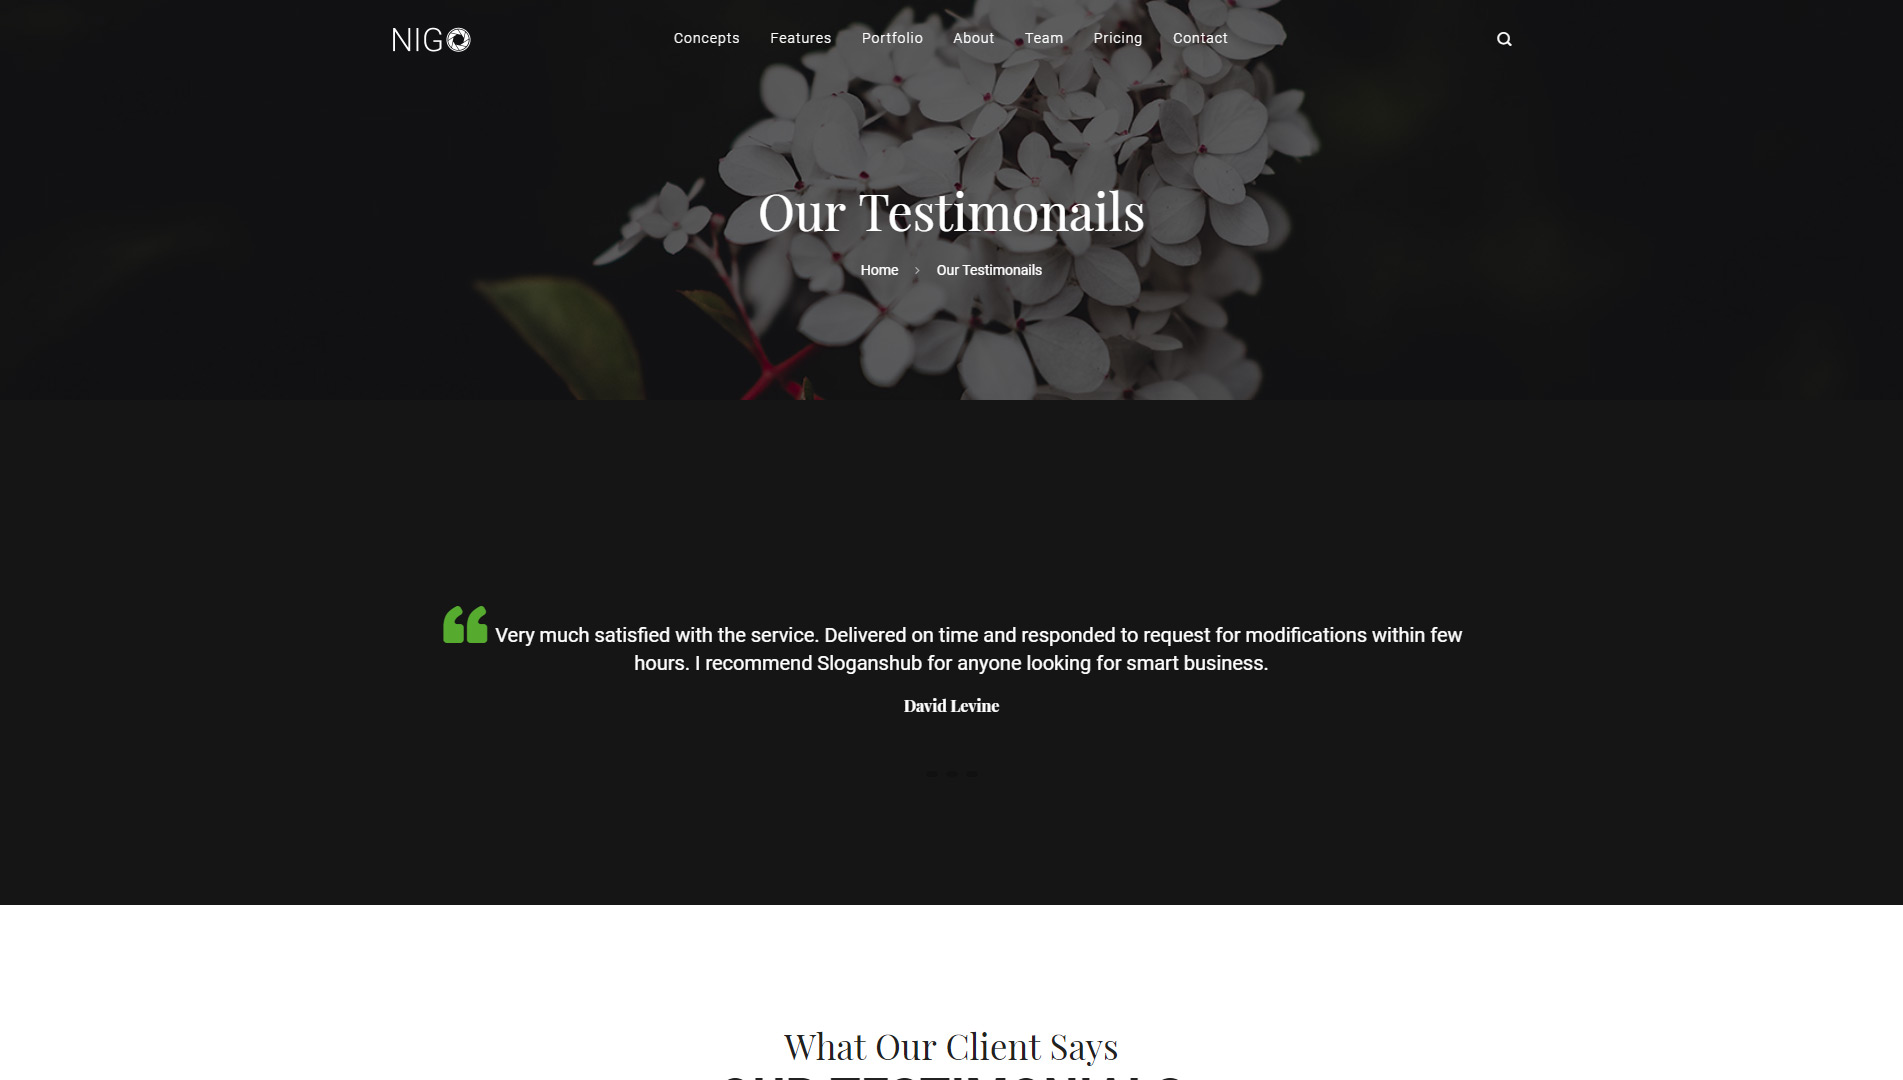 NIGO
Concepts Features Portfolio About Team Pricing Contact
Our Testimonails
Home › Our Testimonails
Very much satisfied with the service. Delivered on time and responded to request for modifications within few
hours. I recommend Sloganshub for anyone looking for smart business.
David Levine
What Our Client Says
OUR TESTIMONIALS